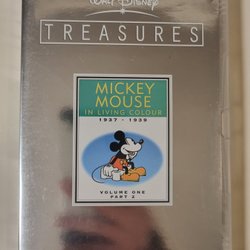 WALT DISNEY
TREASURES
MICKEY
MOUSE
IN LIVING COLOUR
1937 - 1939
VOLUME ONE
PART 2